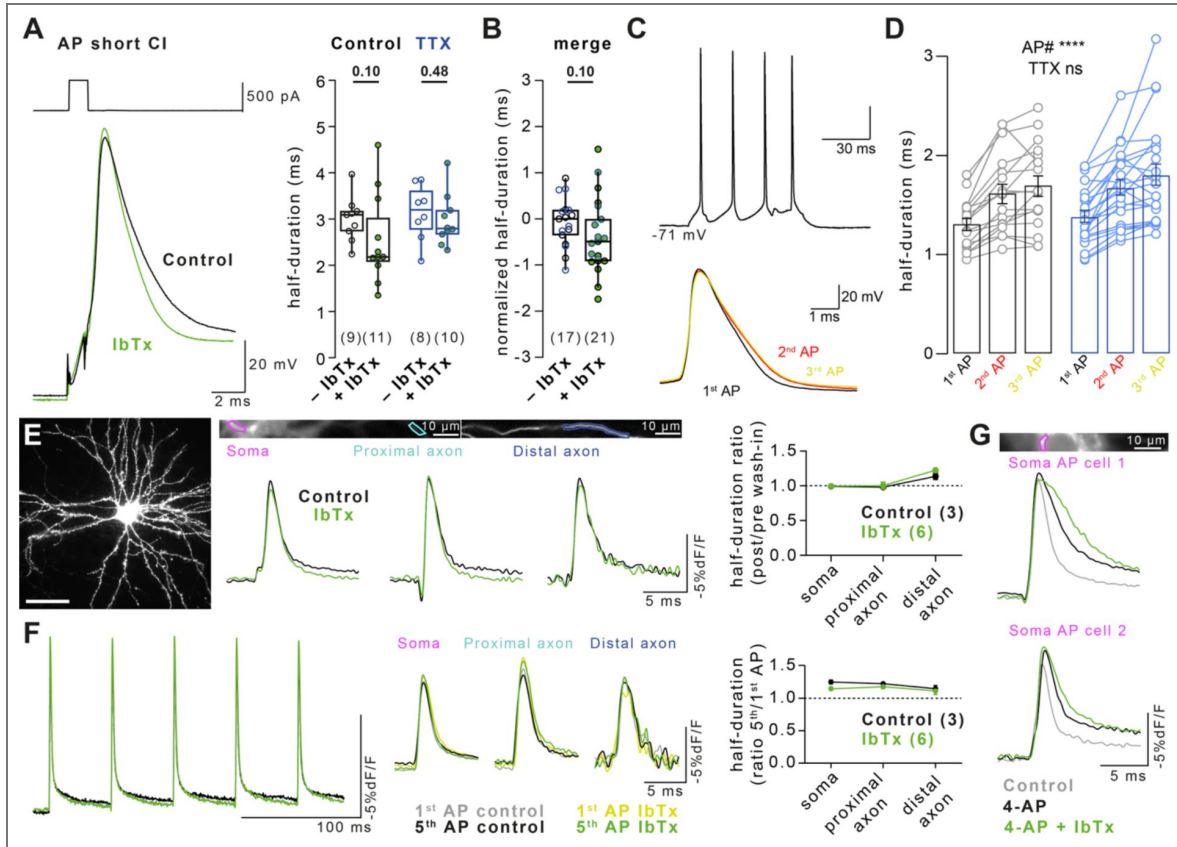 A
AP short CI
500 pA
Control
IbTx
20 mV
2 ms
Control TTX
0.10 0.48
half-duration (ms)
6
5
4
3
2
1
0
(9) (11) (8) (10)
– IbTx
+ IbTx
– IbTx
+ IbTx
B
merge
0.10
normalized half-duration (ms)
3
2
1
0
-1
-2
-3
(17) (21)
– IbTx
+ IbTx
C
30 ms
-71 mV
20 mV
1 ms
2nd AP
3rd AP
1st AP
D
AP# ****
TTX ns
half-duration (ms)
3
2
1
0
1st AP
2nd AP
3rd AP
1st AP
2nd AP
3rd AP
E
10 µm
10 µm
Soma
Proximal axon
Distal axon
Control
IbTx
-5%dF/F
5 ms
half-duration ratio
(post/pre wash-in)
1.5
1.0
0.5
0.0
Control (3)
IbTx (6)
soma
proximal
axon
distal
axon
F
-5%dF/F
100 ms
Soma
Proximal axon
Distal axon
-5%dF/F
5 ms
1st AP control
5th AP control
1st AP IbTx
5th AP IbTx
half-duration
(ratio 5th/1st AP)
1.5
1.0
0.5
0.0
Control (3)
IbTx (6)
soma
proximal
axon
distal
axon
G
10 µm
Soma AP cell 1
Soma AP cell 2
-5%dF/F
5 ms
Control
4-AP
4-AP + IbTx